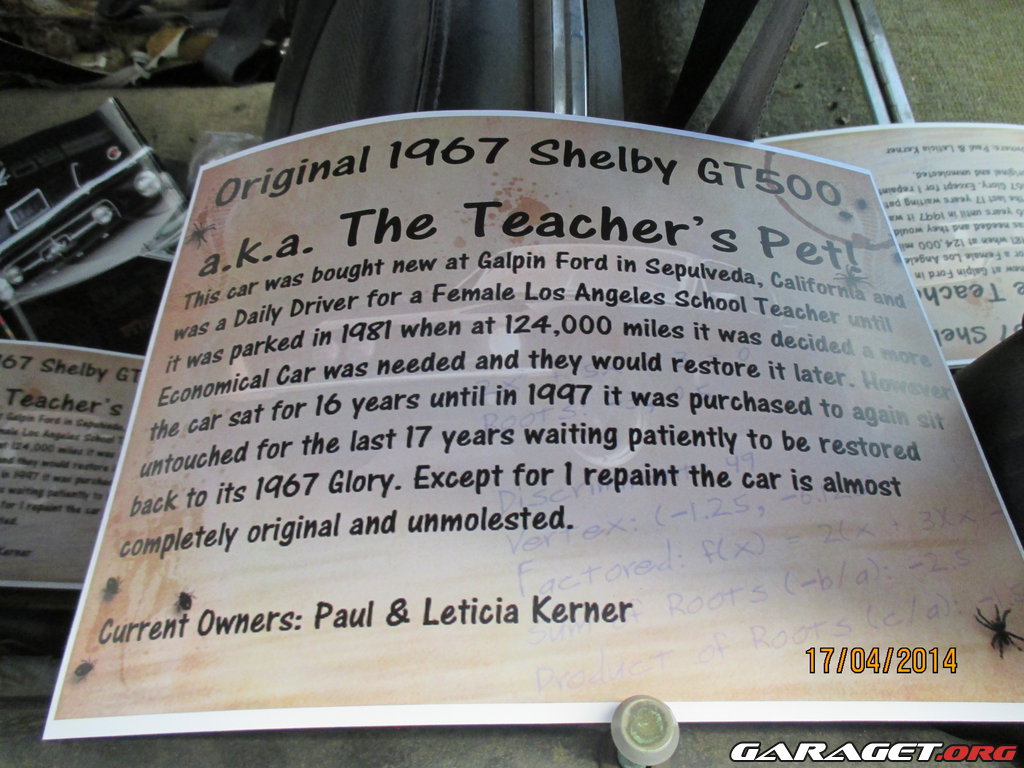 Original 1967 Shelby GT500
a.k.a. The Teacher's Pet!
This car was bought new at Galpin Ford in Sepulveda, California and
was a Daily Driver for a Female Los Angeles School Teacher until
it was parked in 1981 when at 124,000 miles it was decided a more
Economical Car was needed and they would restore it later. However
the car sat for 16 years until in 1997 it was purchased to again sit
untouched for the last 17 years waiting patiently to be restored
back to its 1967 Glory. Except for 1 repaint the car is almost
completely original and unmolested.
Current Owners: Paul & Leticia Kerner
Roots:
Vertex: (-1.25,
Factored: f(x) = 2(x
Roots (-b/a): -2.5
Product of Roots (c/a):
67 Shelby GT
Teacher's
Kerner
17/04/2014
GARAGET.ORG